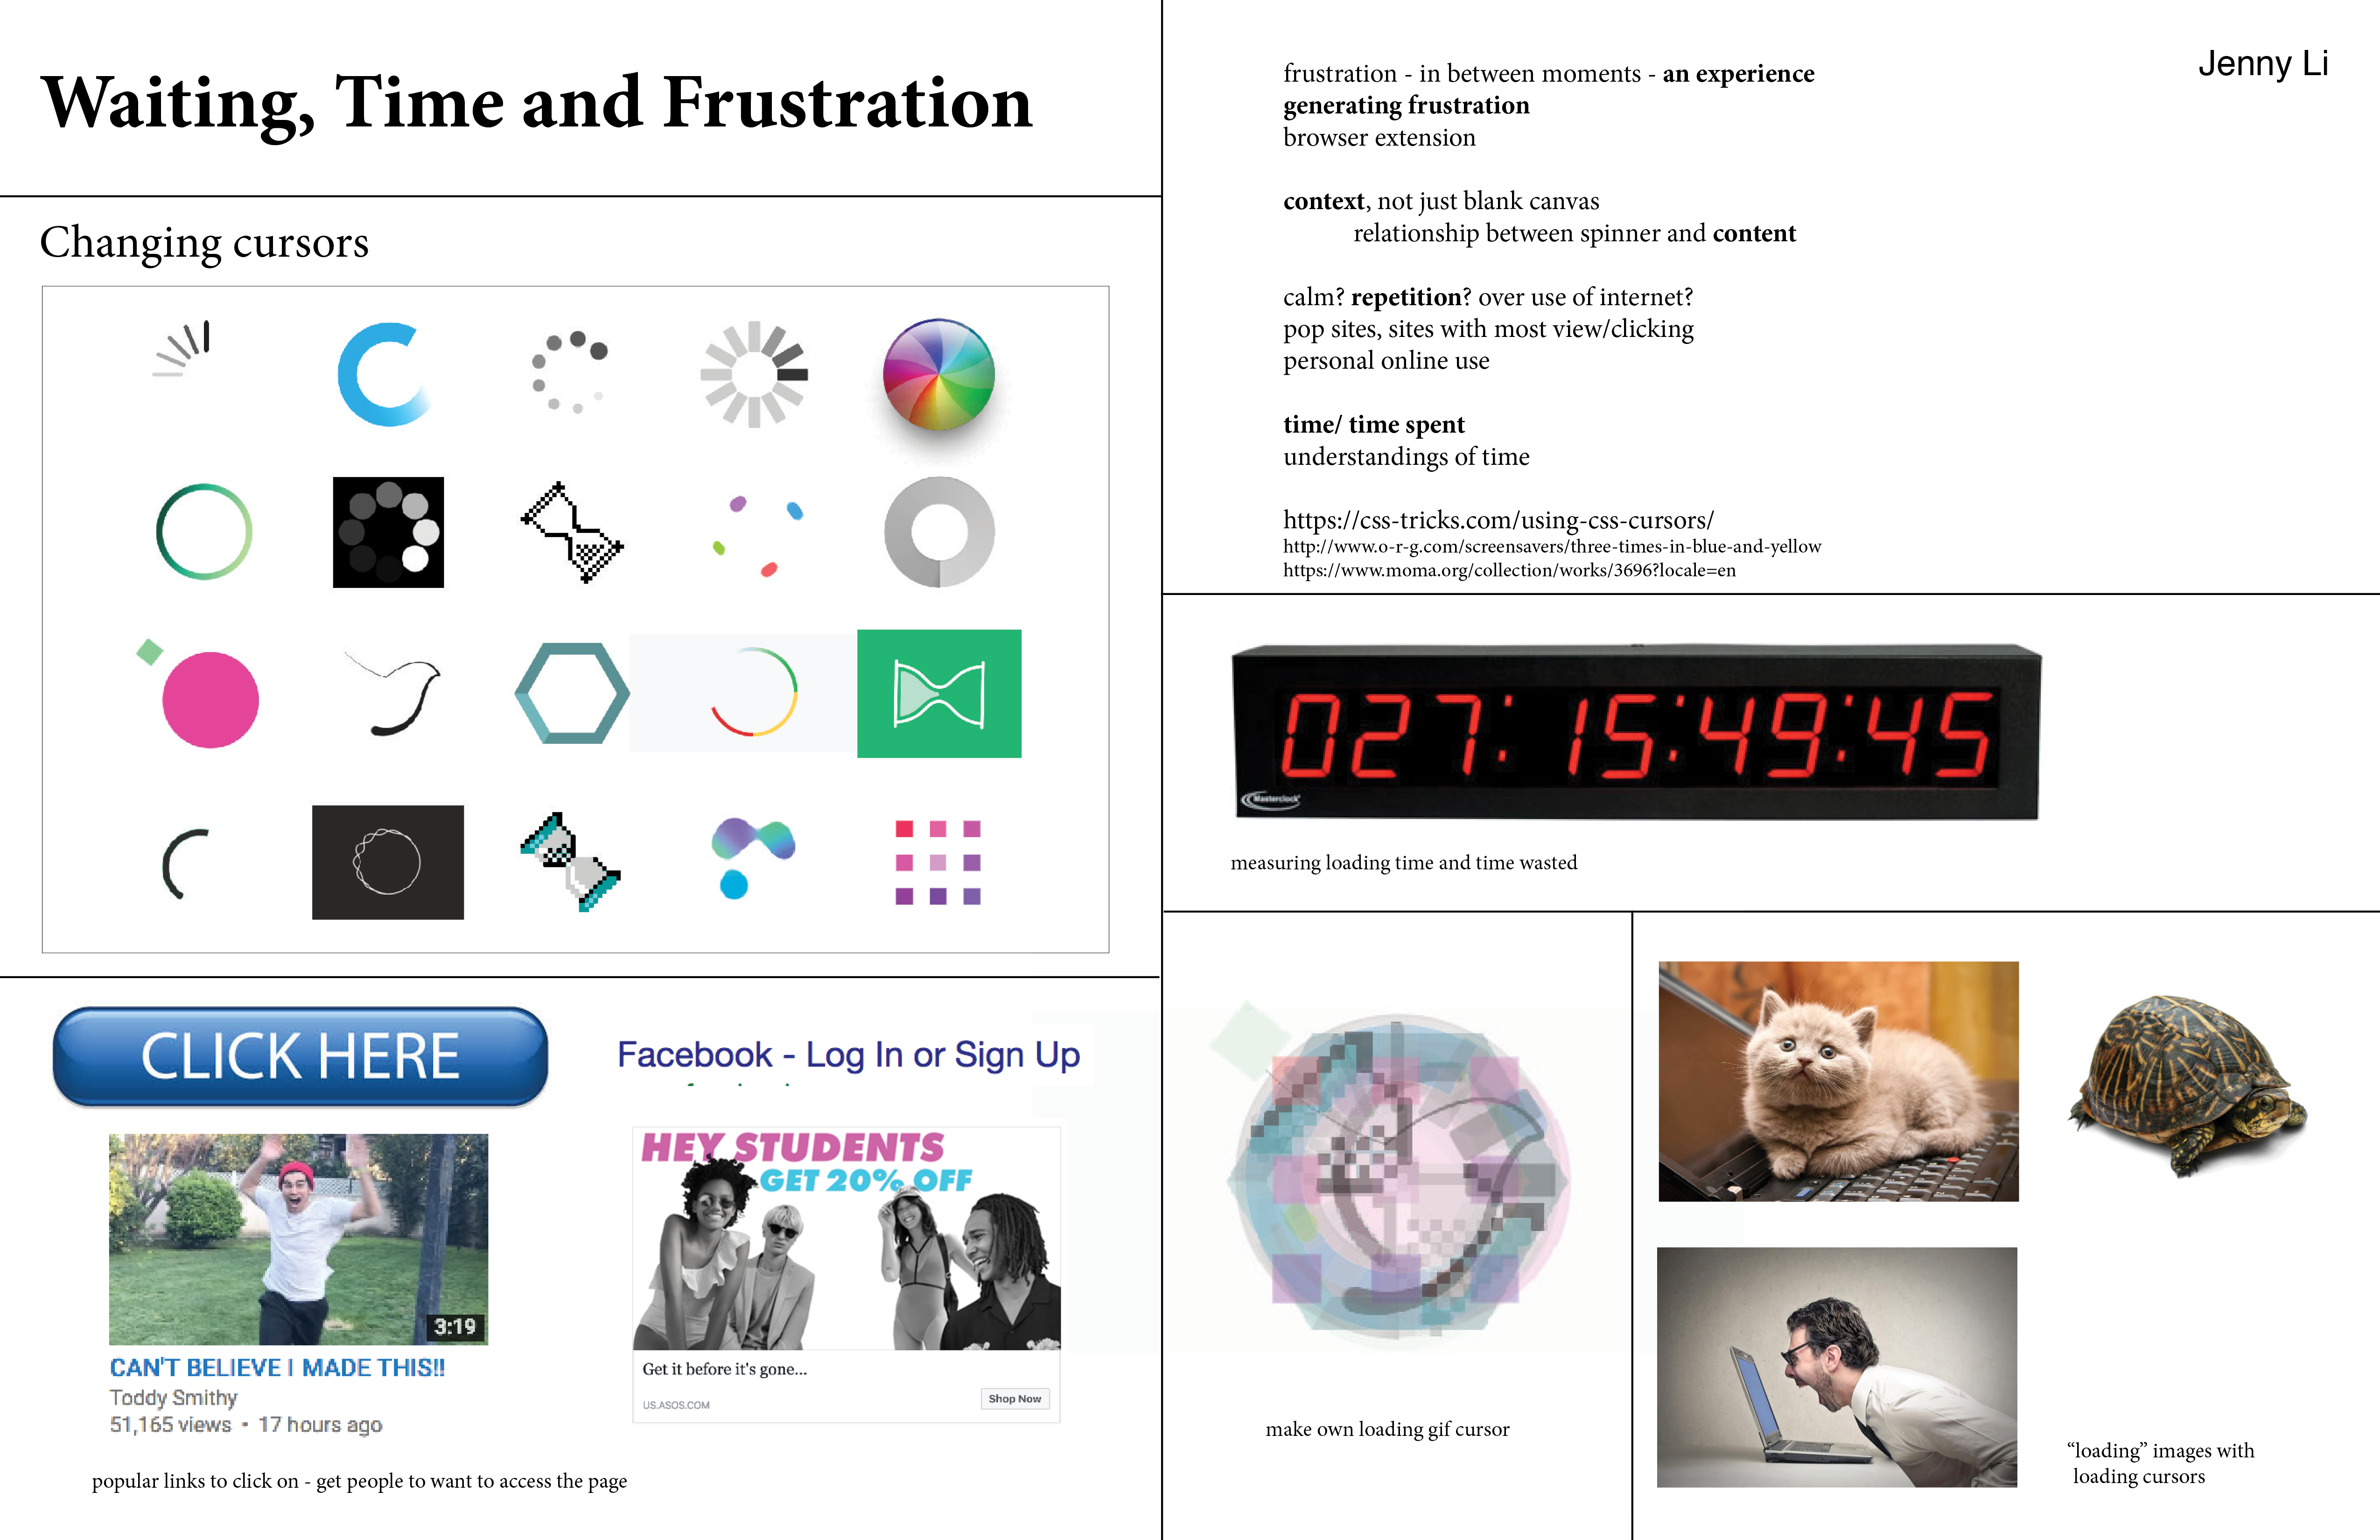 Waiting, Time and Frustration
Changing cursors
CLICK HERE
Facebook - Log In or Sign Up
3:19
CAN'T BELIEVE I MADE THIS!!
Toddy Smithy
51,165 views • 17 hours ago
HEY STUDENTS
GET 20% OFF
Get it before it's gone...
US.ASOS.COM
Shop Now
popular links to click on - get people to want to access the page
Jenny Li
frustration - in between moments - an experience
generating frustration
browser extension
context, not just blank canvas
relationship between spinner and content
calm? repetition? over use of internet?
pop sites, sites with most view/clicking
personal online use
time/ time spent
understandings of time
https://css-tricks.com/using-css-cursors/
http://www.o-r-g.com/screensavers/three-times-in-blue-and-yellow
https://www.moma.org/collection/works/3696?locale=en
027: 15:49:45
Masterclock
measuring loading time and time wasted
make own loading gif cursor
“loading” images with
loading cursors